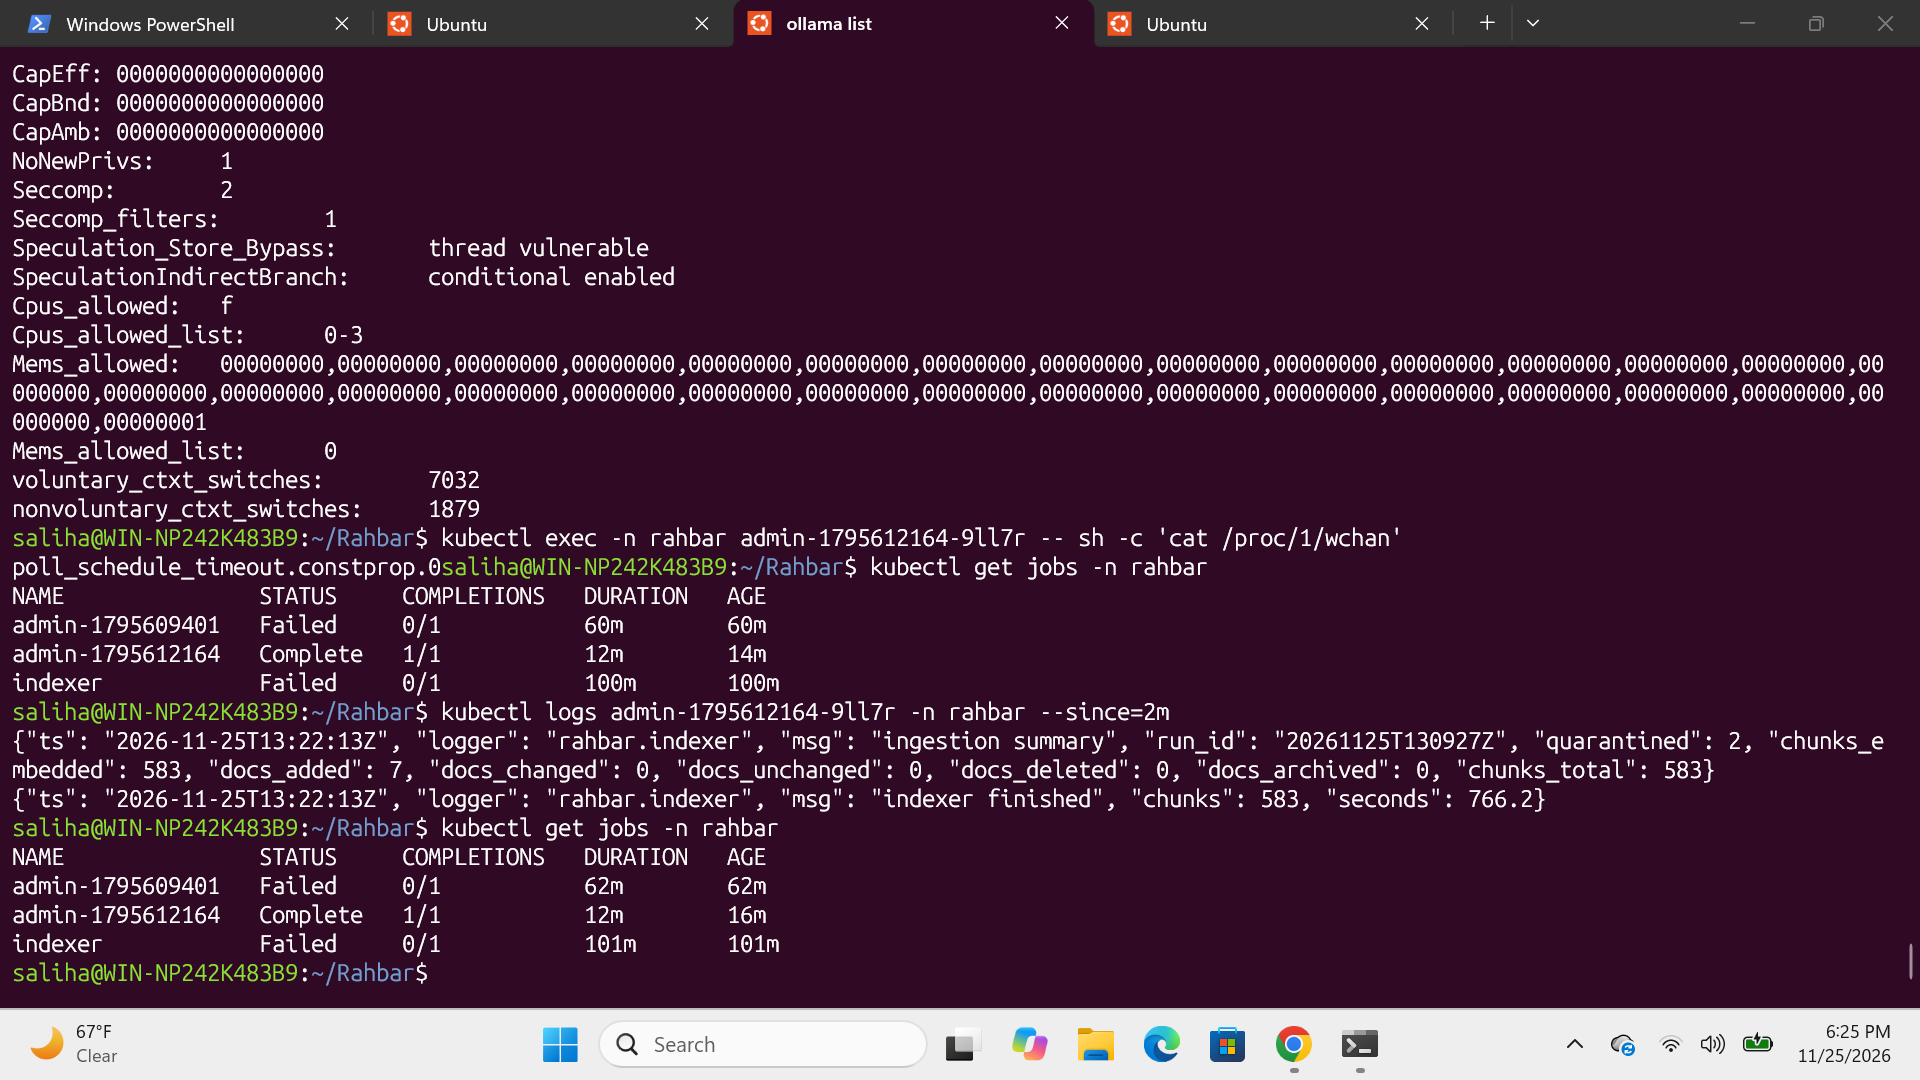 Windows PowerShell
Ubuntu
ollama list
Ubuntu
CapEff: 0000000000000000
CapBnd: 0000000000000000
CapAmb: 0000000000000000
NoNewPrivs:     1
Seccomp:        2
Seccomp_filters:        1
Speculation_Store_Bypass:       thread vulnerable
SpeculationIndirectBranch:      conditional enabled
Cpus_allowed:   f
Cpus_allowed_list:      0-3
Mems_allowed:   00000000,00000000,00000000,00000000,00000000,00000000,00000000,00000000,00000000,00000000,00000000,00000000,00000000,00000000,00
000000,00000000,00000000,00000000,00000000,00000000,00000000,00000000,00000000,00000000,00000000,00000000,00000000,00000000,00000000,00000000,00
000000,00000001
Mems_allowed_list:      0
voluntary_ctxt_switches:        7032
nonvoluntary_ctxt_switches:     1879
saliha@WIN-NP242K483B9:~/Rahbar$ kubectl exec -n rahbar admin-1795612164-9ll7r -- sh -c 'cat /proc/1/wchan'
poll_schedule_timeout.constprop.0saliha@WIN-NP242K483B9:~/Rahbar$ kubectl get jobs -n rahbar
NAME               STATUS     COMPLETIONS   DURATION   AGE
admin-1795609401   Failed     0/1           60m        60m
admin-1795612164   Complete   1/1           12m        14m
indexer            Failed     0/1           100m       100m
saliha@WIN-NP242K483B9:~/Rahbar$ kubectl logs admin-1795612164-9ll7r -n rahbar --since=2m
{"ts": "2026-11-25T13:22:13Z", "logger": "rahbar.indexer", "msg": "ingestion summary", "run_id": "20261125T130927Z", "quarantined": 2, "chunks_e
mbedded": 583, "docs_added": 7, "docs_changed": 0, "docs_unchanged": 0, "docs_deleted": 0, "docs_archived": 0, "chunks_total": 583}
{"ts": "2026-11-25T13:22:13Z", "logger": "rahbar.indexer", "msg": "indexer finished", "chunks": 583, "seconds": 766.2}
saliha@WIN-NP242K483B9:~/Rahbar$ kubectl get jobs -n rahbar
NAME               STATUS     COMPLETIONS   DURATION   AGE
admin-1795609401   Failed     0/1           62m        62m
admin-1795612164   Complete   1/1           12m        16m
indexer            Failed     0/1           101m       101m
saliha@WIN-NP242K483B9:~/Rahbar$
67°F
Clear
Search
6:25 PM
11/25/2026